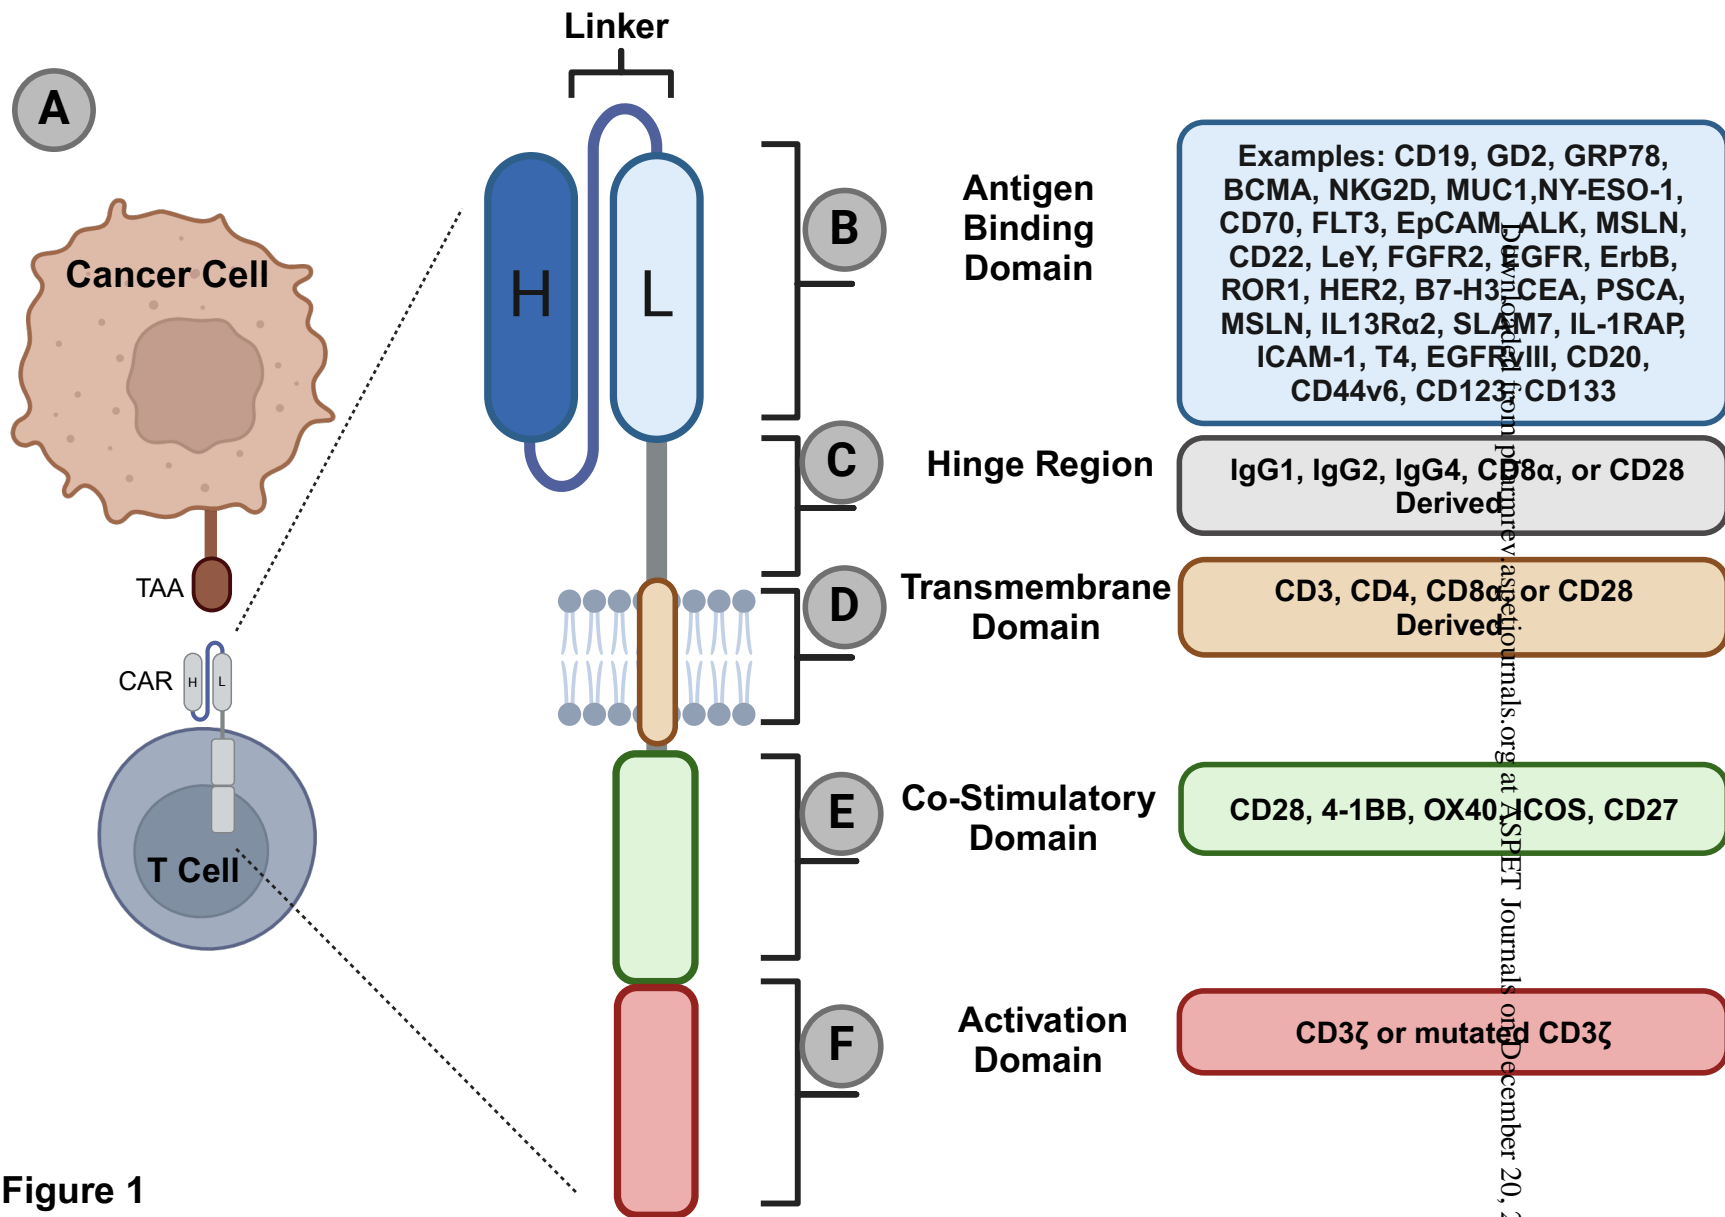 Linker
A
Cancer Cell
TAA
CAR
H L
T Cell
H L
B
Antigen
Binding
Domain
Examples: CD19, GD2, GRP78,
BCMA, NKG2D, MUC1,NY-ESO-1,
CD70, FLT3, EpCAM, ALK, MSLN,
CD22, LeY, FGFR2, EGFR, ErbB,
ROR1, HER2, B7-H3, CEA, PSCA,
MSLN, IL13Rα2, SLAM7, IL-1RAP,
ICAM-1, T4, EGFRvIII, CD20,
CD44v6, CD123, CD133
C
Hinge Region
IgG1, IgG2, IgG4, CD8α, or CD28
Derived
D
Transmembrane
Domain
CD3, CD4, CD8α, or CD28
Derived
E
Co-Stimulatory
Domain
CD28, 4-1BB, OX40, ICOS, CD27
F
Activation
Domain
CD3ζ or mutated CD3ζ
Figure 1
Downloaded from pharmrev.aspetjournals.org at ASPET Journals on December 20,